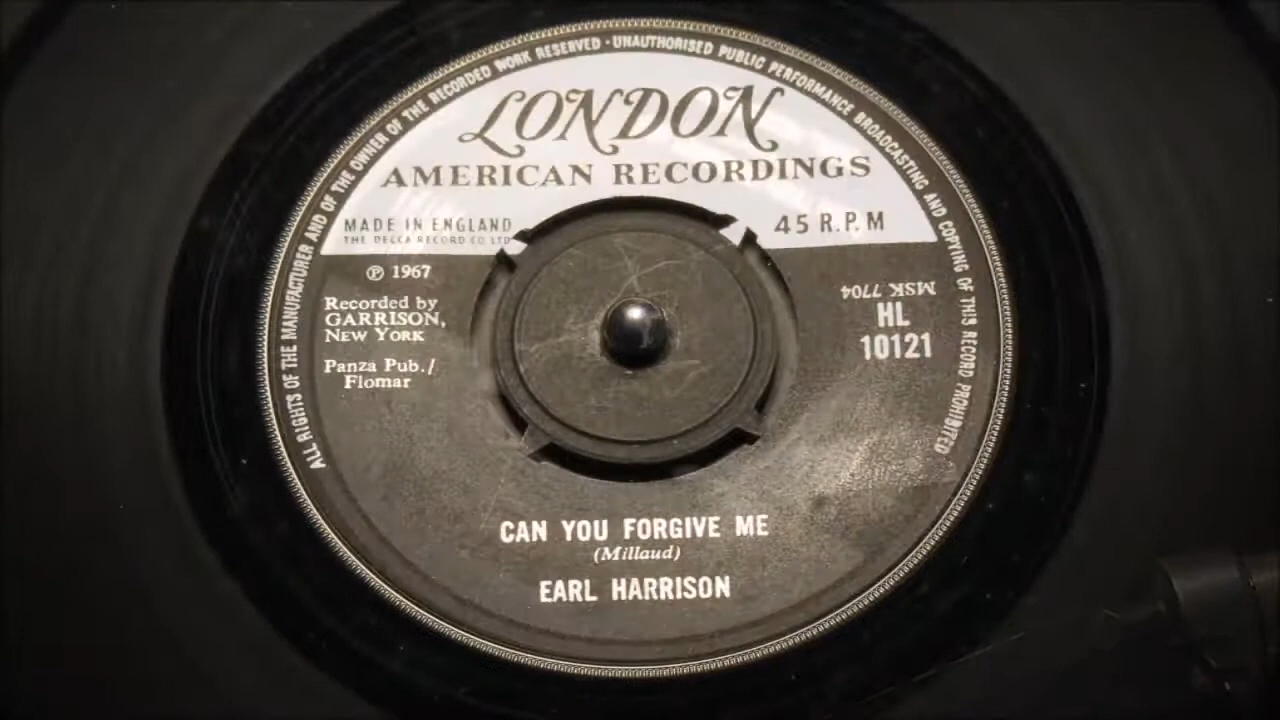 ALL RIGHTS OF THE MANUFACTURER AND OF THE OWNER OF THE RECORDED WORK RESERVED · UNAUTHORISED PUBLIC PERFORMANCE BROADCASTING AND COPYING OF THIS RECORD PROHIBITED
LONDON
AMERICAN RECORDINGS
MADE IN ENGLAND
THE DECCA RECORD CO LTD
45 R.P.M
℗ 1967
Recorded by
GARRISON,
NEW YORK
Panza Pub./
Flomar
MSK 7704
HL
10121
CAN YOU FORGIVE ME
(Millaud)
EARL HARRISON